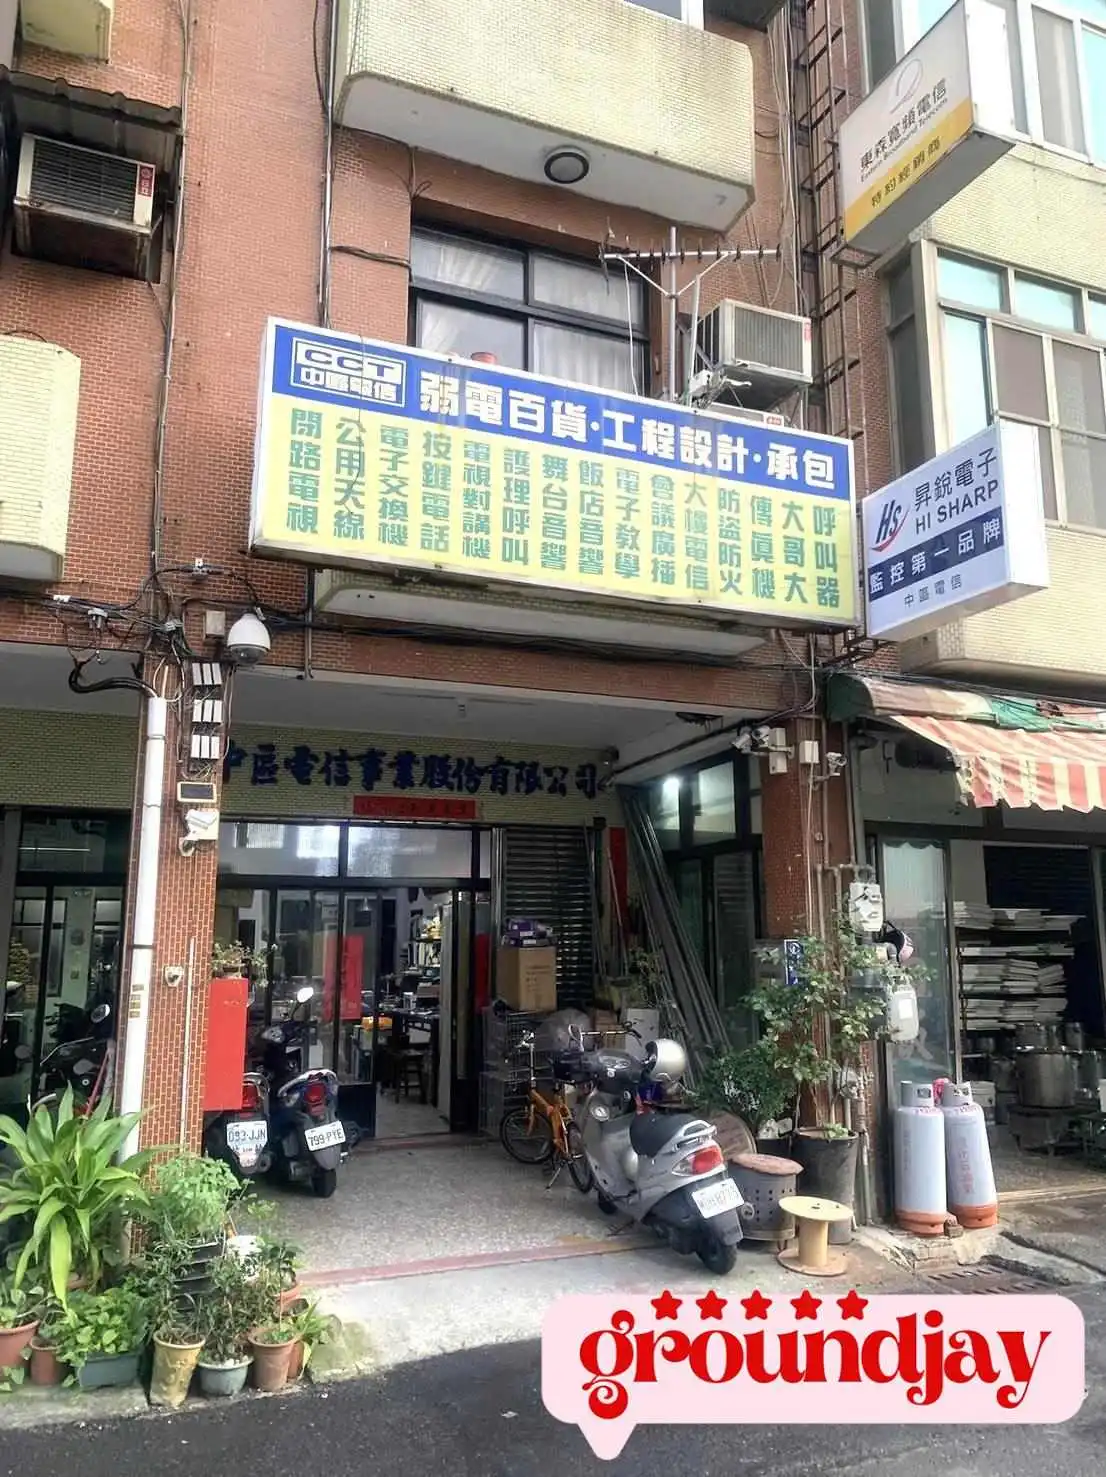 東森寬頻電信
Eastern Broadband Telecom
特約經銷商
CCT
中區電信
弱電百貨·工程設計·承包
閉路電視
公用天線
電子交換機
按鍵電話
電視對講機
護理呼叫
舞台音響
飯店音響
電子教學
會議廣播
大樓電信
防盜防火
傳真機
大哥大
呼叫器
HS
昇銳電子
HI SHARP
監控第一品牌
中區電信
中區電信事業股份有限公司
093-JJN
799-PYE
groundjay